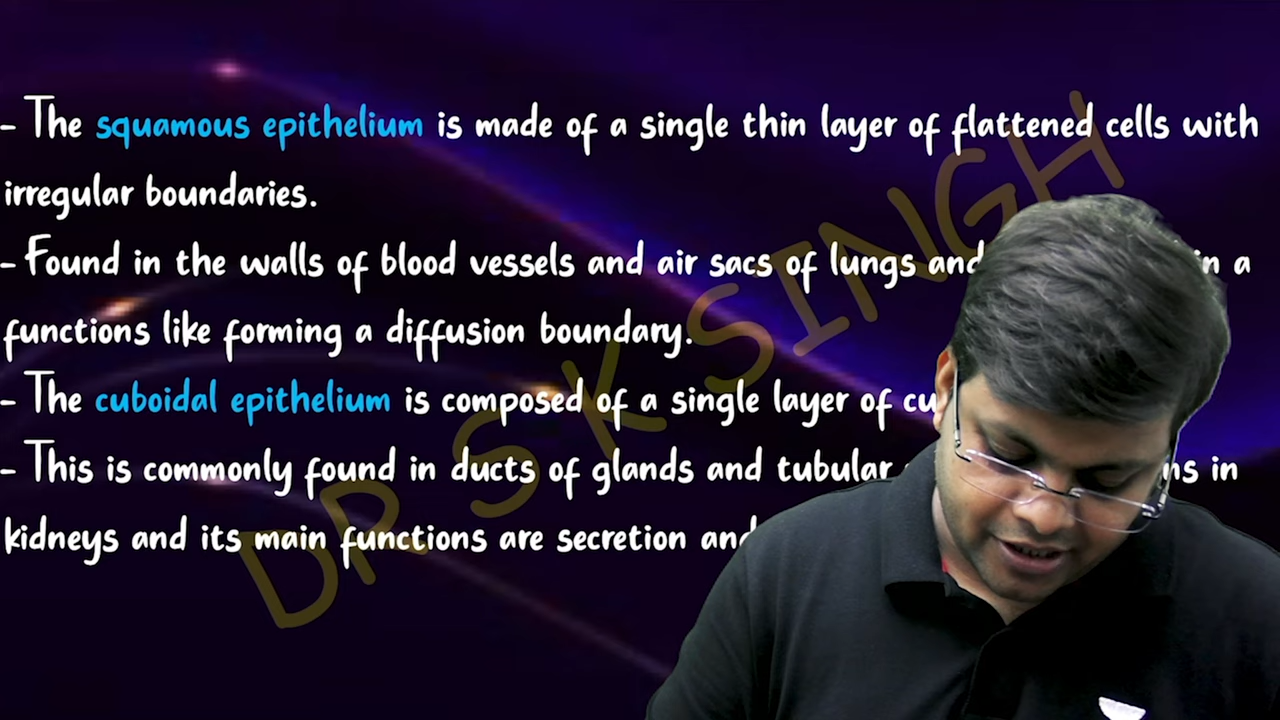 - The squamous epithelium is made of a single thin layer of flattened cells with
irregular boundaries.
- Found in the walls of blood vessels and air sacs of lungs and in a
functions like forming a diffusion boundary.
- The cuboidal epithelium is composed of a single layer of
- This is commonly found in ducts of glands and tubular in
kidneys and its main functions are secretion and
DR S K SINGH